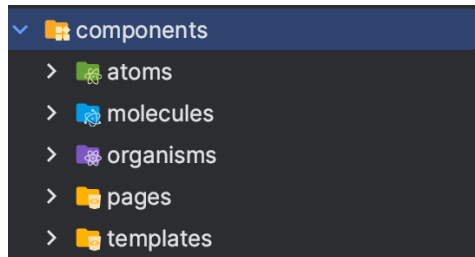 components
atoms
molecules
organisms
pages
templates